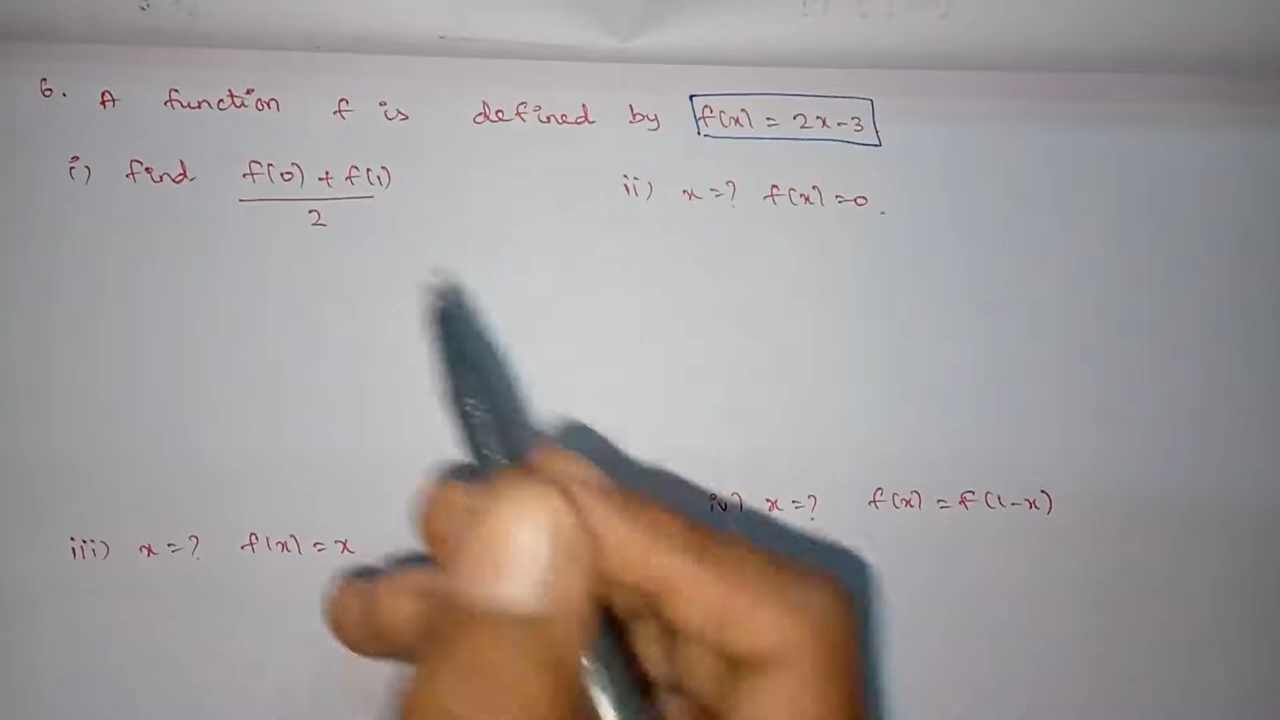 6. A function f is defined by f(x) = 2x-3
i) find f(0) + f(1) / 2
ii) x=? f(x)=0.
iv) x=? f(x) = f(1-x)
iii) x=? f(x) = x